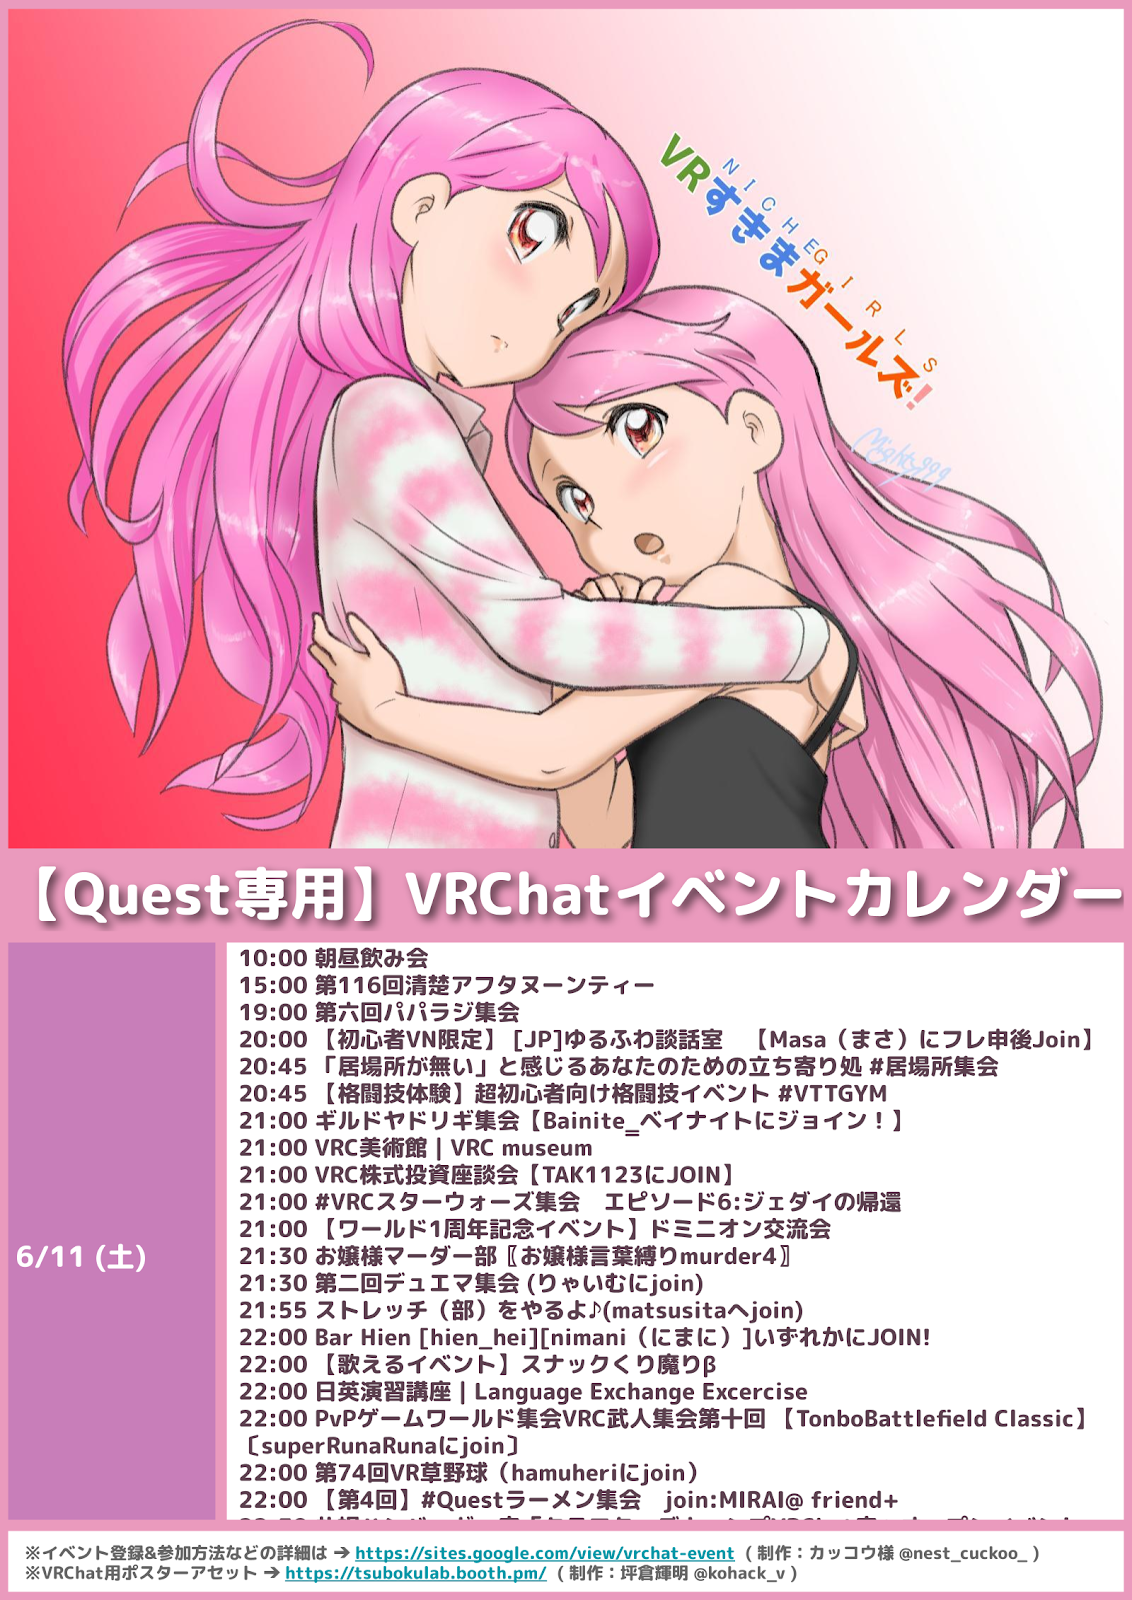 NICHE GIRLS
VRすきまガールズ!
Mighty999
【Quest専用】VRChatイベントカレンダー
6/11 (土)
10:00 朝昼飲み会
15:00 第116回清楚アフタヌーンティー
19:00 第六回パパラジ集会
20:00 【初心者VN限定】 [JP]ゆるふわ談話室　【Masa（まさ）にフレ申後Join】
20:45 「居場所が無い」と感じるあなたのための立ち寄り処 #居場所集会
20:45 【格闘技体験】超初心者向け格闘技イベント #VTTGYM
21:00 ギルドヤドリギ集会【Bainite‗ベイナイトにジョイン！】
21:00 VRC美術館 | VRC museum
21:00 VRC株式投資座談会【TAK1123にJOIN】
21:00 #VRCスターウォーズ集会　エピソード6:ジェダイの帰還
21:00 【ワールド1周年記念イベント】ドミニオン交流会
21:30 お嬢様マーダー部〖お嬢様言葉縛りmurder4〗
21:30 第二回デュエマ集会 (りゃいむにjoin)
21:55 ストレッチ（部）をやるよ♪(matsusitaへjoin)
22:00 Bar Hien [hien_hei][nimani（にまに）]いずれかにJOIN!
22:00 【歌えるイベント】スナックくり魔りβ
22:00 日英演習講座 | Language Exchange Excercise
22:00 PvPゲームワールド集会VRC武人集会第十回 【TonboBattlefield Classic】
〔superRunaRunaにjoin〕
22:00 第74回VR草野球（hamuheriにjoin）
22:00 【第4回】#Questラーメン集会　join:MIRAI@ friend+
※イベント登録&参加方法などの詳細は ➔ https://sites.google.com/view/vrchat-event （制作：カッコウ様 @nest_cuckoo_ ）
※VRChat用ポスターアセット ➔ https://tsubokulab.booth.pm/ （制作：坪倉輝明 @kohack_v ）